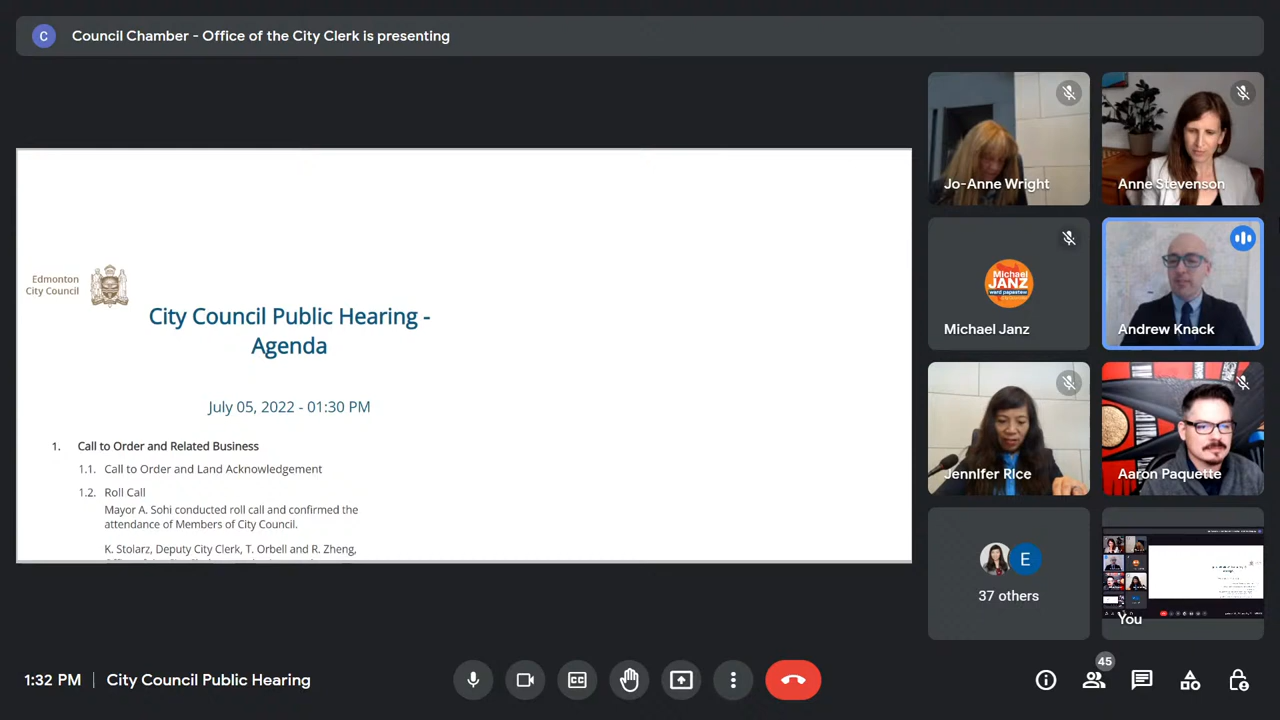 C
Council Chamber - Office of the City Clerk is presenting
Edmonton
City Council
City Council Public Hearing -
Agenda
July 05, 2022 - 01:30 PM
1. Call to Order and Related Business
1.1. Call to Order and Land Acknowledgement
1.2. Roll Call
Mayor A. Sohi conducted roll call and confirmed the
attendance of Members of City Council.
K. Stolarz, Deputy City Clerk, T. Orbell and R. Zheng,
Jo-Anne Wright
Anne Stevenson
Michael
JANZ
ward papastew
Michael Janz
Andrew Knack
Jennifer Rice
Aaron Paquette
E
37 others
You
1:32 PM | City Council Public Hearing
CC
45